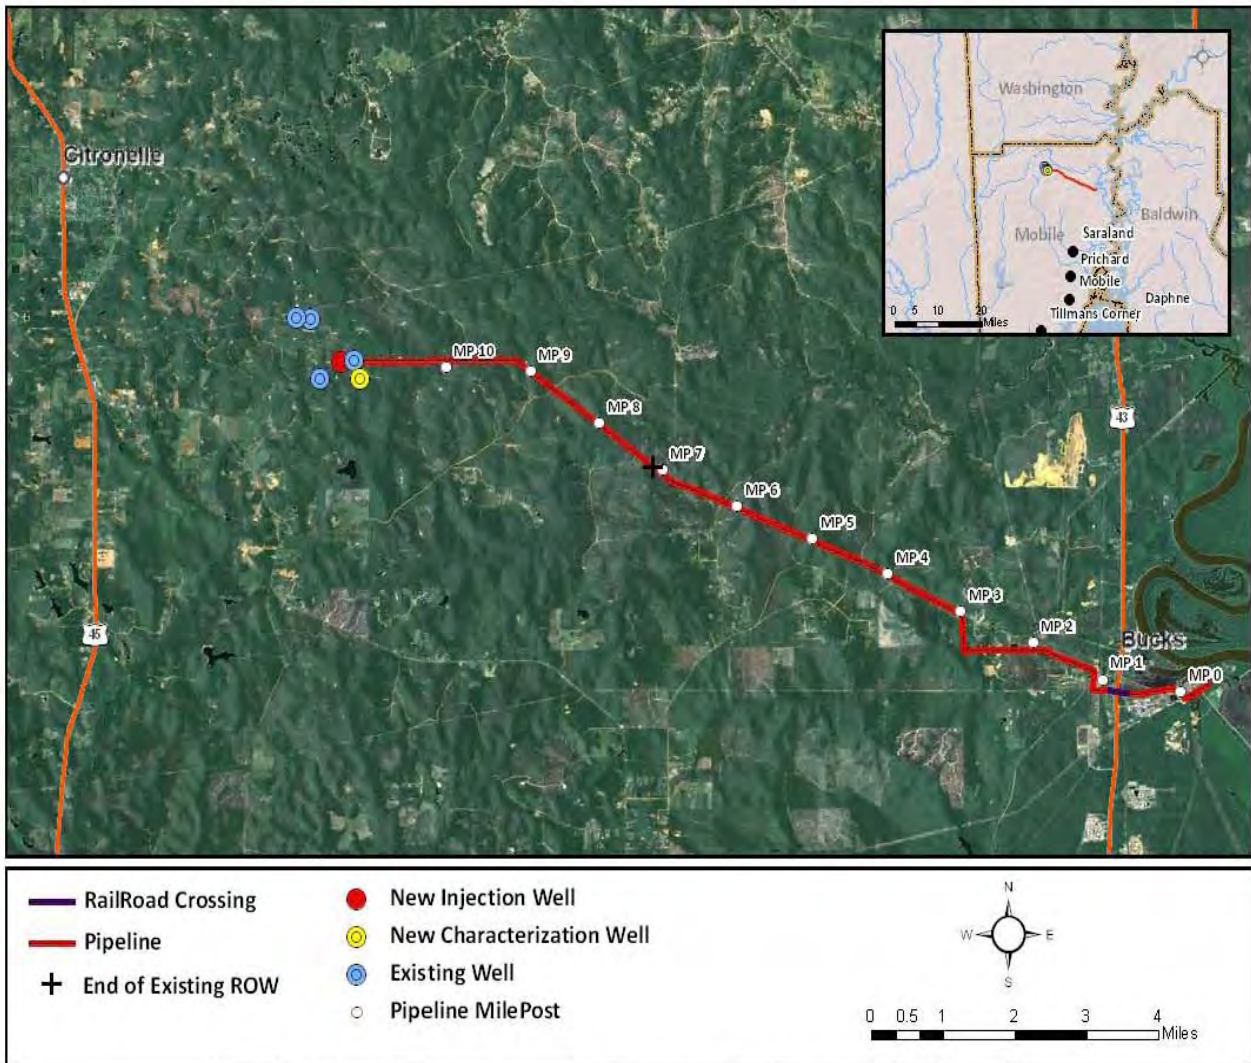 Citronelle
45
MP 10
MP 9
MP 8
MP 7
MP 6
MP 5
MP 4
MP 3
MP 2
Bucks
MP 1
MP 0
43
Washington
Baldwin
Mobile
Saraland
Prichard
Mobile
Daphne
Tillmans Corner
0 5 10 20
Miles
RailRoad Crossing
Pipeline
End of Existing ROW
New Injection Well
New Characterization Well
Existing Well
Pipeline MilePost
N
W E
S
0 0.5 1 2 3 4
Miles